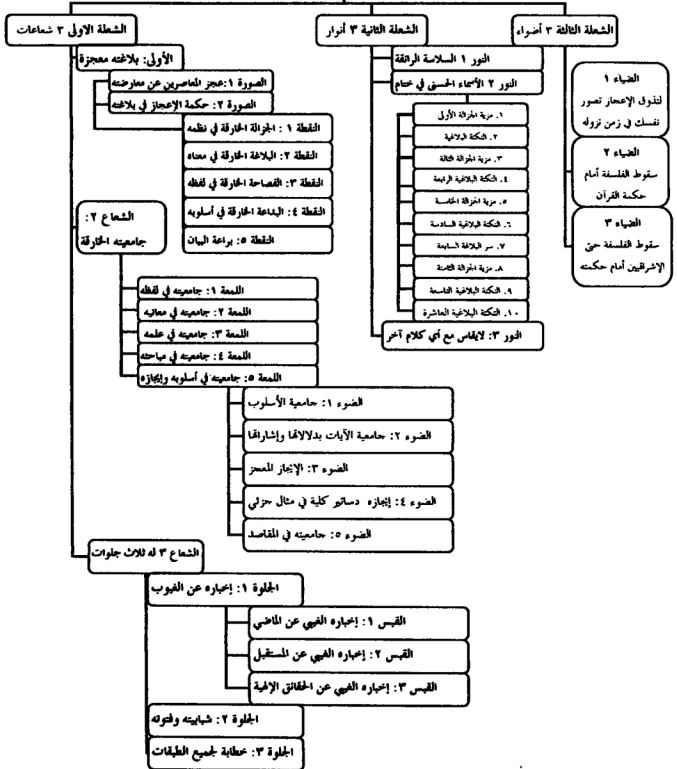 الشعلة الاولى ٣ شعاعات
الشعلة الثانية ٣ أنوار
الشعلة الثالثة ٣ أضواء
الأولى: بلاغته معجزة
الصورة ١: عجز المعاصرين عن معارضته
الصورة ٢: حكمة الإعجاز في بلاغته
النقطة ١ : الجزالة الخارقة في نظمه
النقطة ٢: البلاغة الخارقة في معناه
النقطة ٣: الفصاحة الخارقة في لفظه
النقطة ٤: البداعة الخارقة في أسلوبه
النقطة ٥: براعة البيان
الشعاع ٢:
جامعيته الخارقة
اللمعة ١: جامعيته في لفظه
اللمعة ٢: جامعيته في معانيه
اللمعة ٣: جامعيته في علمه
اللمعة ٤: جامعيته في مباحثه
اللمعة ٥: جامعيته في أسلوبه وإيجازه
الضوء ١: جامعية الأسلوب
الضوء ٢: جامعية الآيات بدلالاتها وإشاراتها
الضوء ٣: الإيجاز المعجز
الضوء ٤: إيجازه دساتير كلية في مثال جزئي
الضوء ٥: جامعيته في المقاصد
الشعاع ٣ له ثلاث جلوات
الجلوة ١: إخباره عن الغيوب
القبس ١: إخباره الغيبي عن الماضي
القبس ٢: إخباره الغيبي عن المستقبل
القبس ٣: إخباره الغيبي عن الحقائق الإلهية
الجلوة ٢: شبابيته وفتوته
الجلوة ٣: خطابة لجميع الطبقات
النور ١ السلاسة الرائقة
النور ٢ الأسماء الحسنى في ختام
١. مزية الجزالة الأولى
٢. النكتة البلاغية
٣. مزية الجزالة الثالة
٤. النكتة البلاغية الرابعة
٥. مزية الجزالة الخامسة
٦. النكتة البلاغية السادسة
٧. سر البلاغة السابعة
٨. مزية الجزالة الثامنة
٩. النكتة البلاغية التاسعة
١٠. النكتة البلاغية العاشرة
النور ٣: لايقاس مع أي كلام آخر
الضياء ١
لتذوق الإعجاز تصور
نفسك في زمن نزوله
الضياء ٢
سقوط الفلسفة أمام
حكمة القرآن
الضياء ٣
سقوط الفلسفة حتى
الإشراقيين أمام حكمته